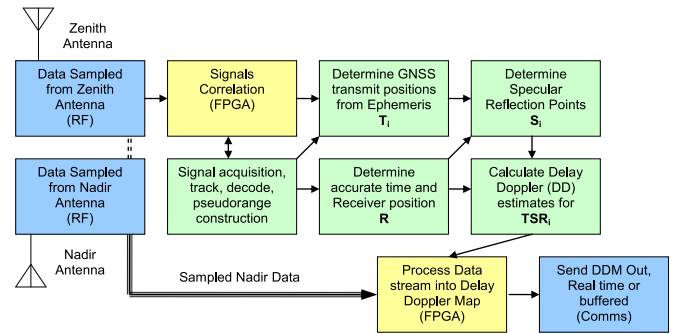 Zenith
Antenna
Data Sampled
from Zenith
Antenna
(RF)
Signals
Correlation
(FPGA)
Determine GNSS
transmit positions
from Ephemeris
Ti
Determine
Specular
Reflection Points
Si
Data Sampled
from Nadir
Antenna
(RF)
Signal acquisition,
track, decode,
pseudorange
construction
Determine
accurate time and
Receiver position
R
Calculate Delay
Doppler (DD)
estimates for
TSRi
Nadir
Antenna
Sampled Nadir Data
Process Data
stream into Delay
Doppler Map
(FPGA)
Send DDM Out,
Real time or
buffered
(Comms)